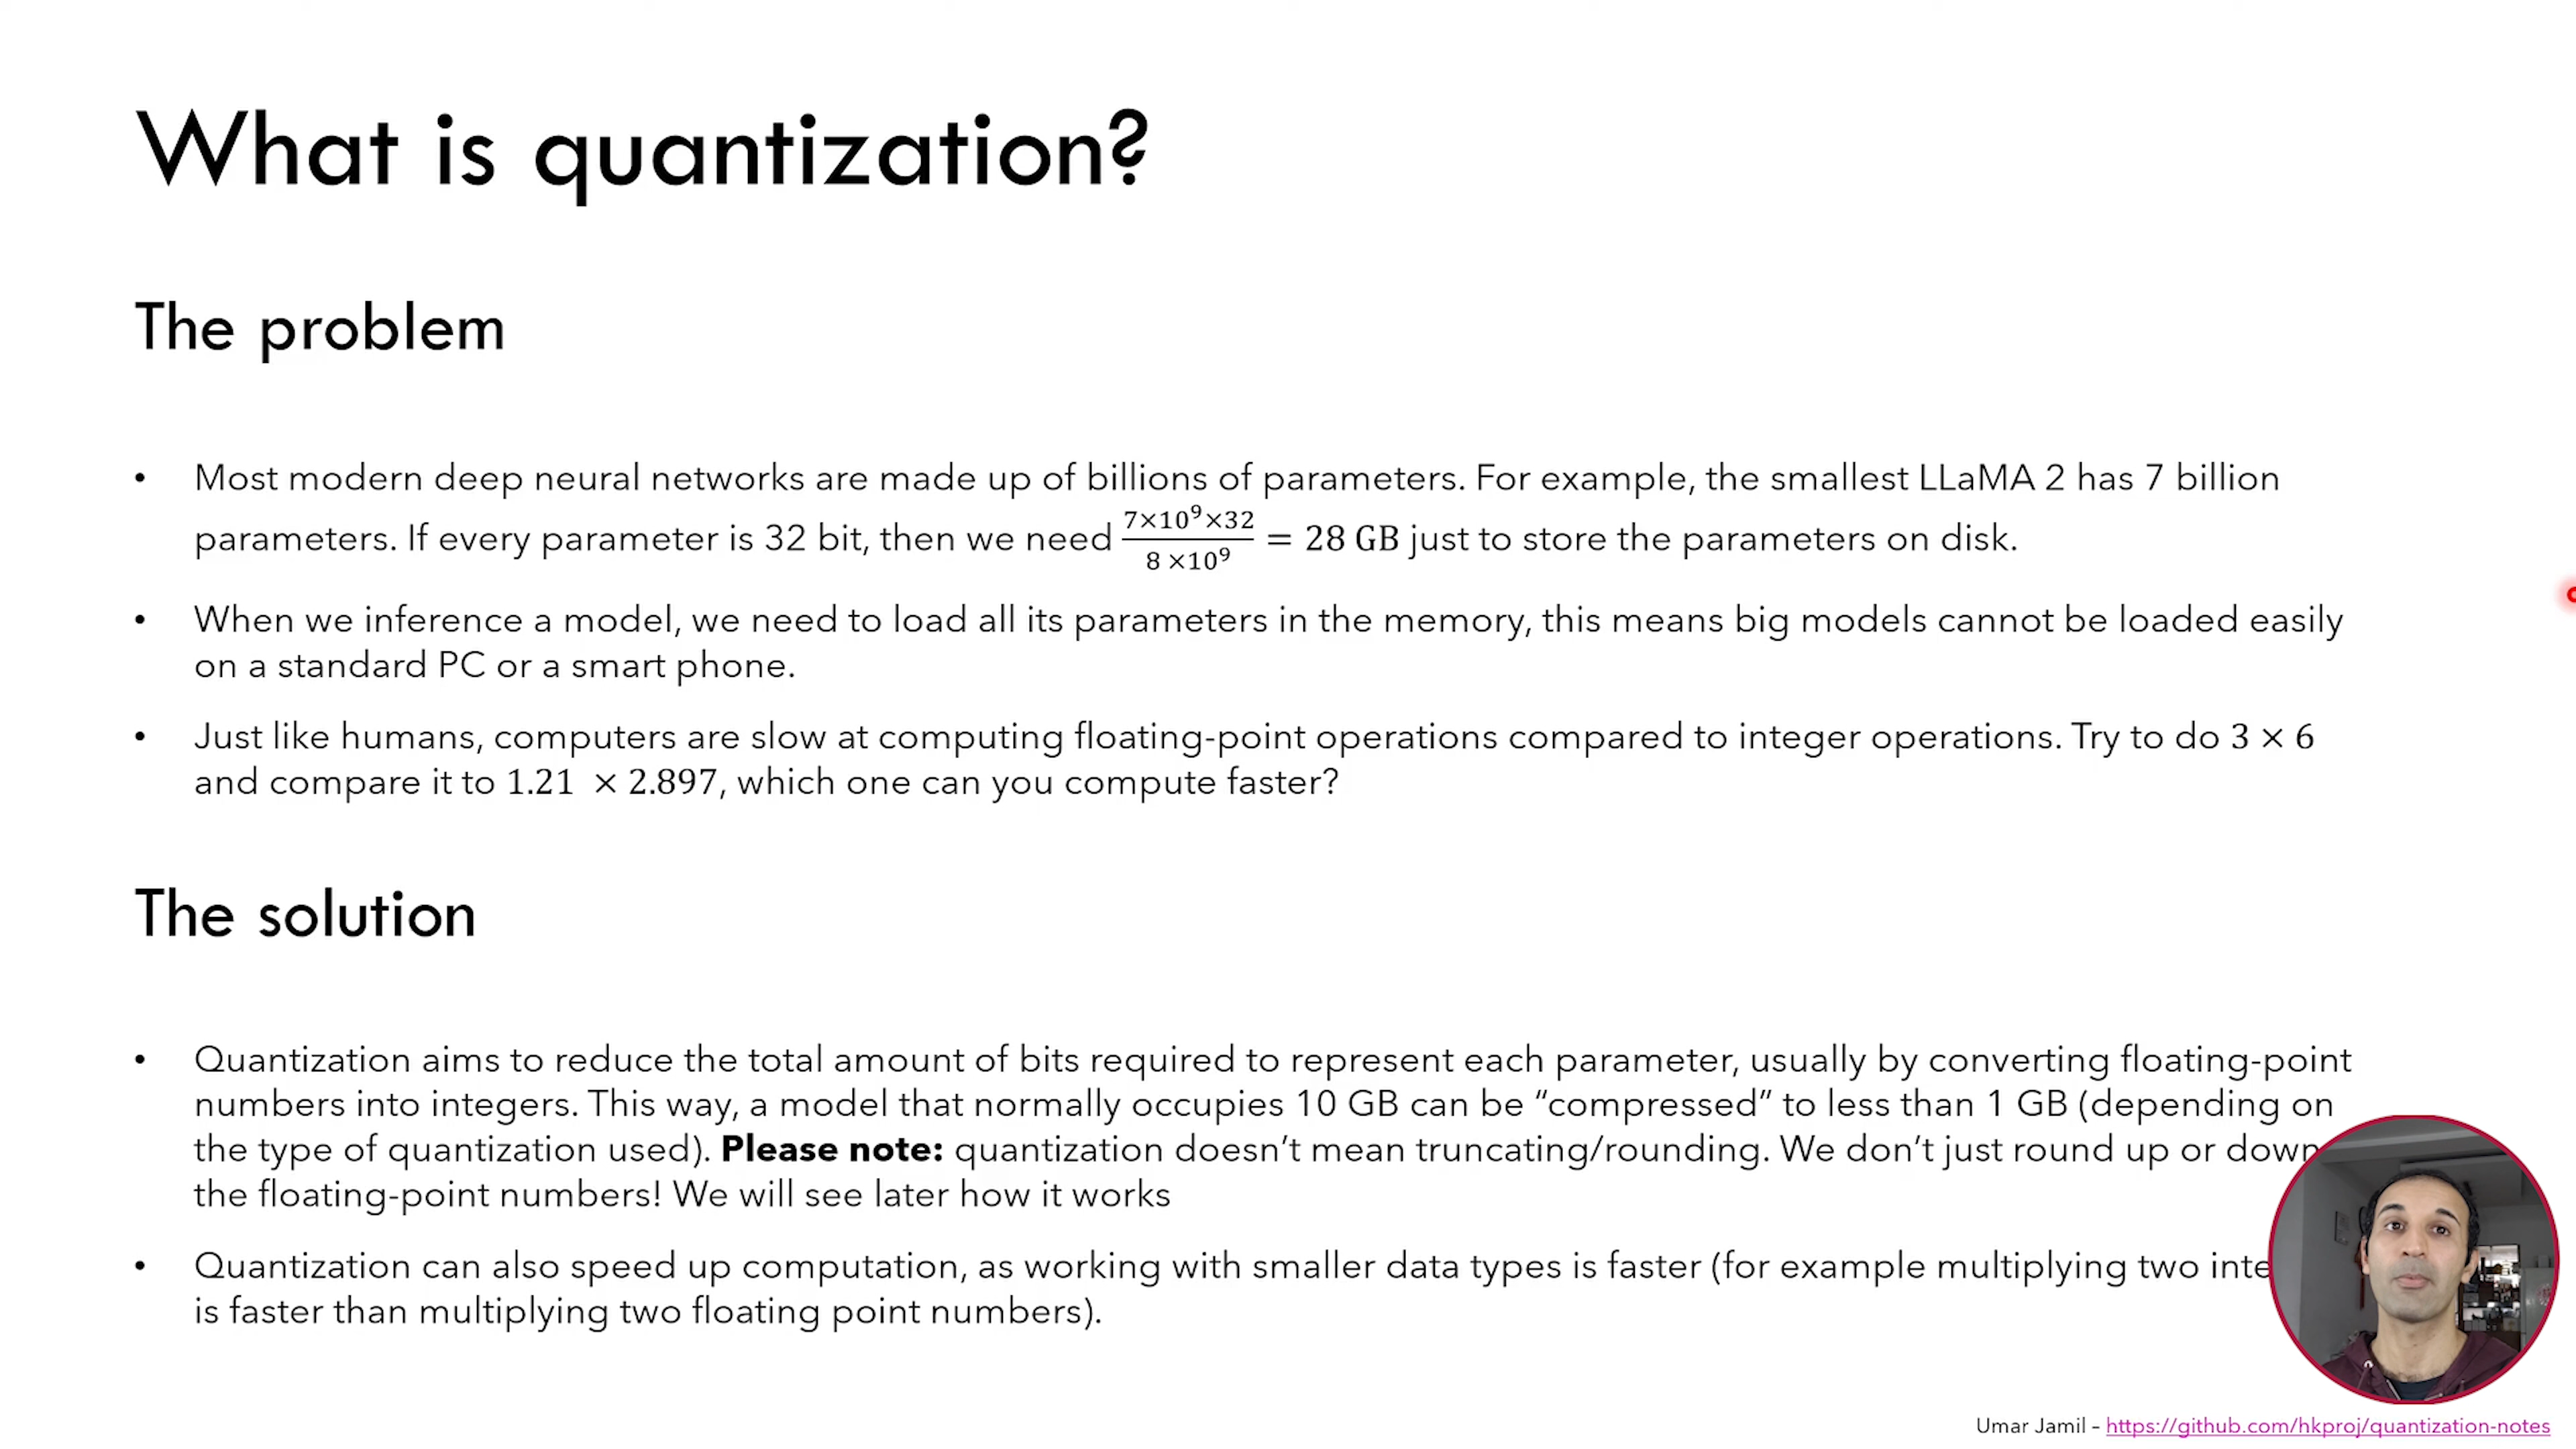 What is quantization?
The problem
• Most modern deep neural networks are made up of billions of parameters. For example, the smallest LLaMA 2 has 7 billion
parameters. If every parameter is 32 bit, then we need \frac{7×10^9×32}{8 ×10^9} = 28 GB just to store the parameters on disk.
• When we inference a model, we need to load all its parameters in the memory, this means big models cannot be loaded easily
on a standard PC or a smart phone.
• Just like humans, computers are slow at computing floating-point operations compared to integer operations. Try to do 3 × 6
and compare it to 1.21 × 2.897, which one can you compute faster?
The solution
• Quantization aims to reduce the total amount of bits required to represent each parameter, usually by converting floating-point
numbers into integers. This way, a model that normally occupies 10 GB can be “compressed” to less than 1 GB (depending on
the type of quantization used). Please note: quantization doesn’t mean truncating/rounding. We don’t just round up or down
the floating-point numbers! We will see later how it works
• Quantization can also speed up computation, as working with smaller data types is faster (for example multiplying two
is faster than multiplying two floating point numbers).
Umar Jamil – https://github.com/hkproj/quantization-notes